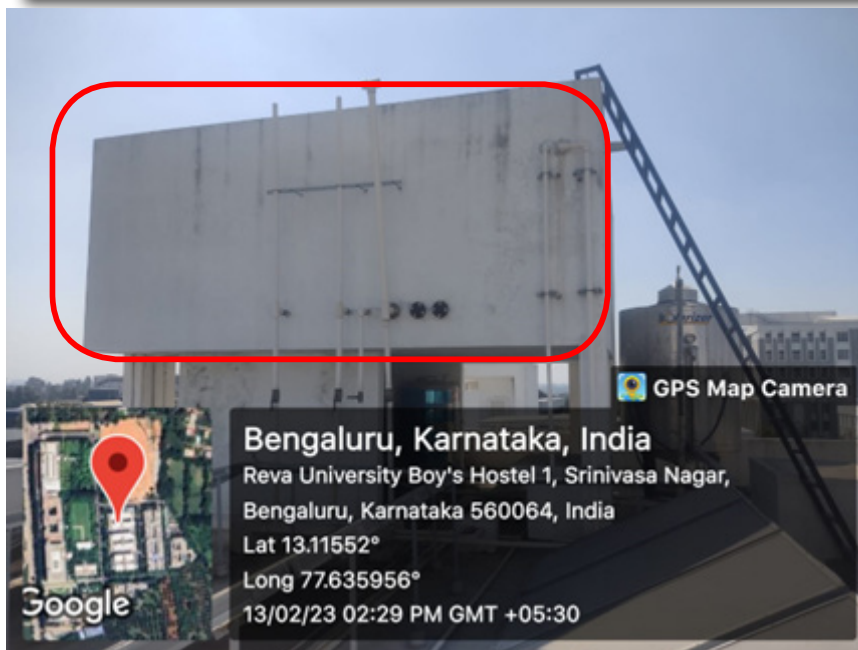 GPS Map Camera
Bengaluru, Karnataka, India
Reva University Boy's Hostel 1, Srinivasa Nagar,
Bengaluru, Karnataka 560064, India
Lat 13.11552°
Long 77.635956°
13/02/23 02:29 PM GMT +05:30
Google